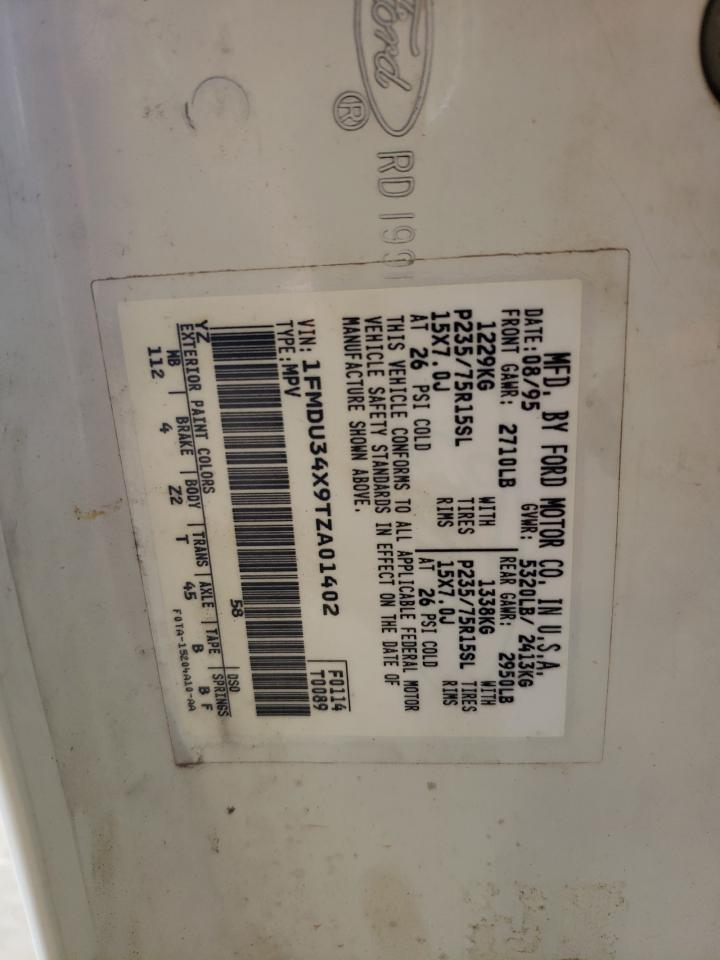 Ford
®
RD 199
MFD. BY FORD MOTOR CO. IN U.S.A.
DATE: 08/95 GVWR: 5320LB/ 2413KG
FRONT GAWR: 2710LB REAR GAWR: 2950LB
1229KG WITH 1338KG WITH
P235/75R15SL TIRES P235/75R15SL TIRES
15X7.0J RIMS 15X7.0J RIMS
AT 26 PSI COLD AT 26 PSI COLD
THIS VEHICLE CONFORMS TO ALL APPLICABLE FEDERAL MOTOR
VEHICLE SAFETY STANDARDS IN EFFECT ON THE DATE OF
MANUFACTURE SHOWN ABOVE.
VIN: 1FMDU34X9TZA01402 F0114
TYPE: MPV T0089
58
YZ DSO
EXTERIOR PAINT COLORS
WB BRAKE BODY TRANS AXLE TAPE SPRINGS
112 4 Z2 T 45 B B F
F0TA-15204A10-AA